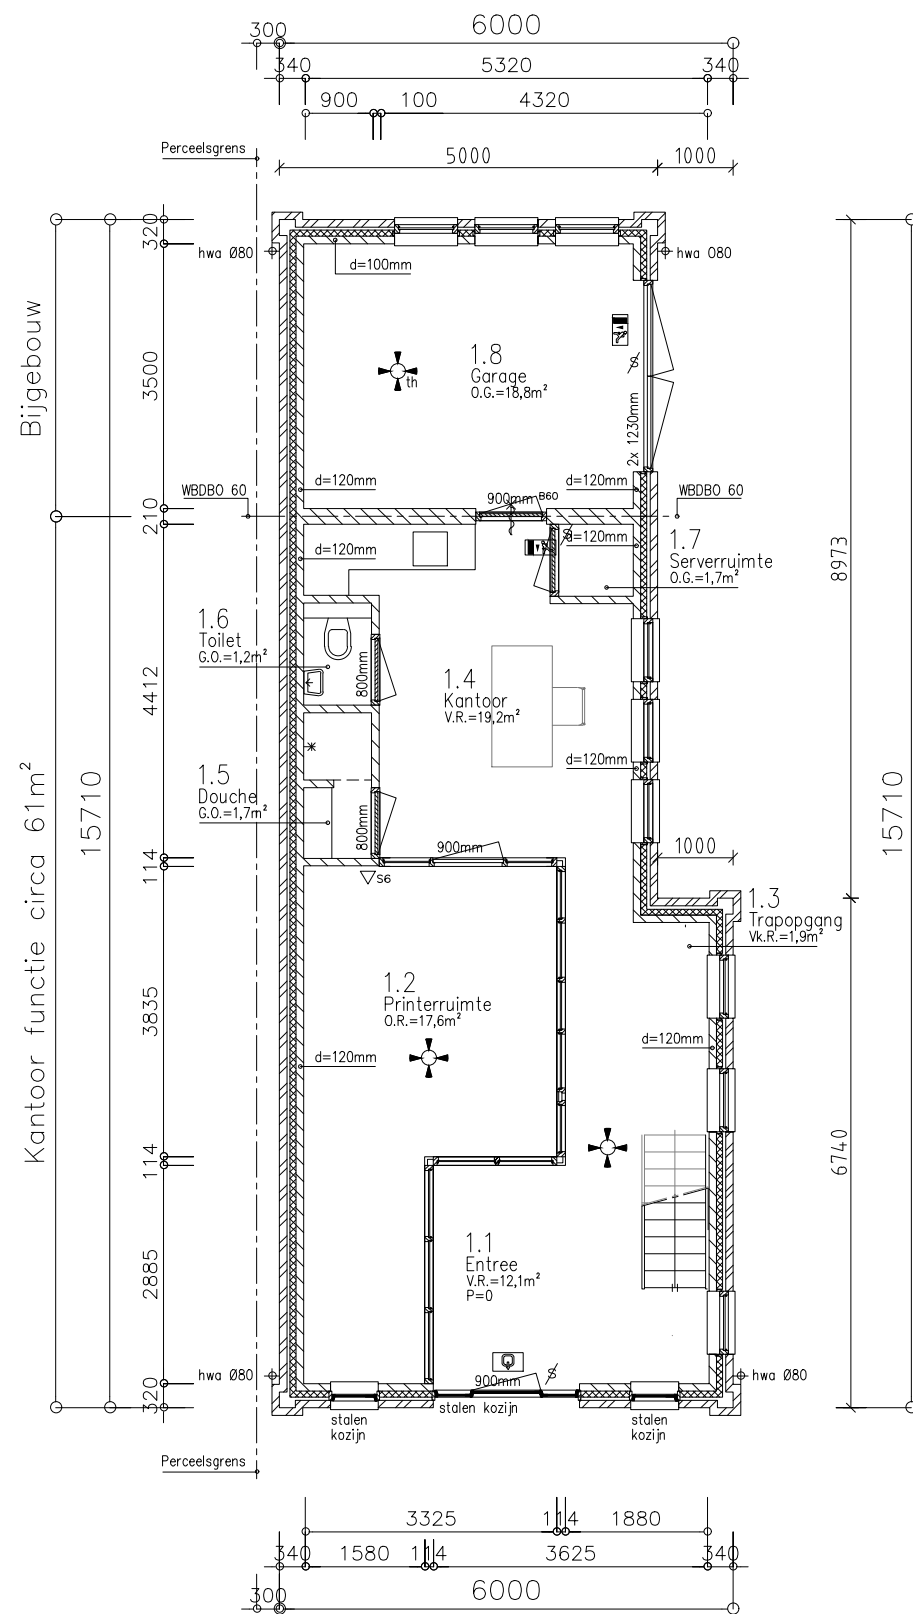 300
6000
340
5320
340
900
100
4320
Perceelsgrens
5000
1000
320
hwa Ø80
hwa O80
d=100mm
Bijgebouw
3500
1.8
Garage
O.G.=18,8m²
th
S
2x 1230mm
d=120mm
d=120mm
WBDBO 60
900mm
B60
WBDBO 60
210
S
d=120mm
d=120mm
1.7
Serverruimte
O.G.=1,7m²
8973
1.6
Toilet
G.O.=1,2m²
800mm
4412
1.4
Kantoor
V.R.=19,2m²
d=120mm
1.5
Douche
G.O.=1,7m²
800mm
15710
15710
Kantoor functie circa 61m²
114
900mm
1000
S6
1.3
Trapopgang
Vk.R.=1,9m²
1.2
Printerruimte
O.R.=17,6m²
3835
d=120mm
d=120mm
114
6740
1.1
Entree
V.R.=12,1m²
P=0
2885
hwa Ø80
900mm
S
hwa Ø80
320
stalen kozijn
stalen
kozijn
stalen
kozijn
Perceelsgrens
3325
114
1880
340
1580
114
3625
340
300
6000